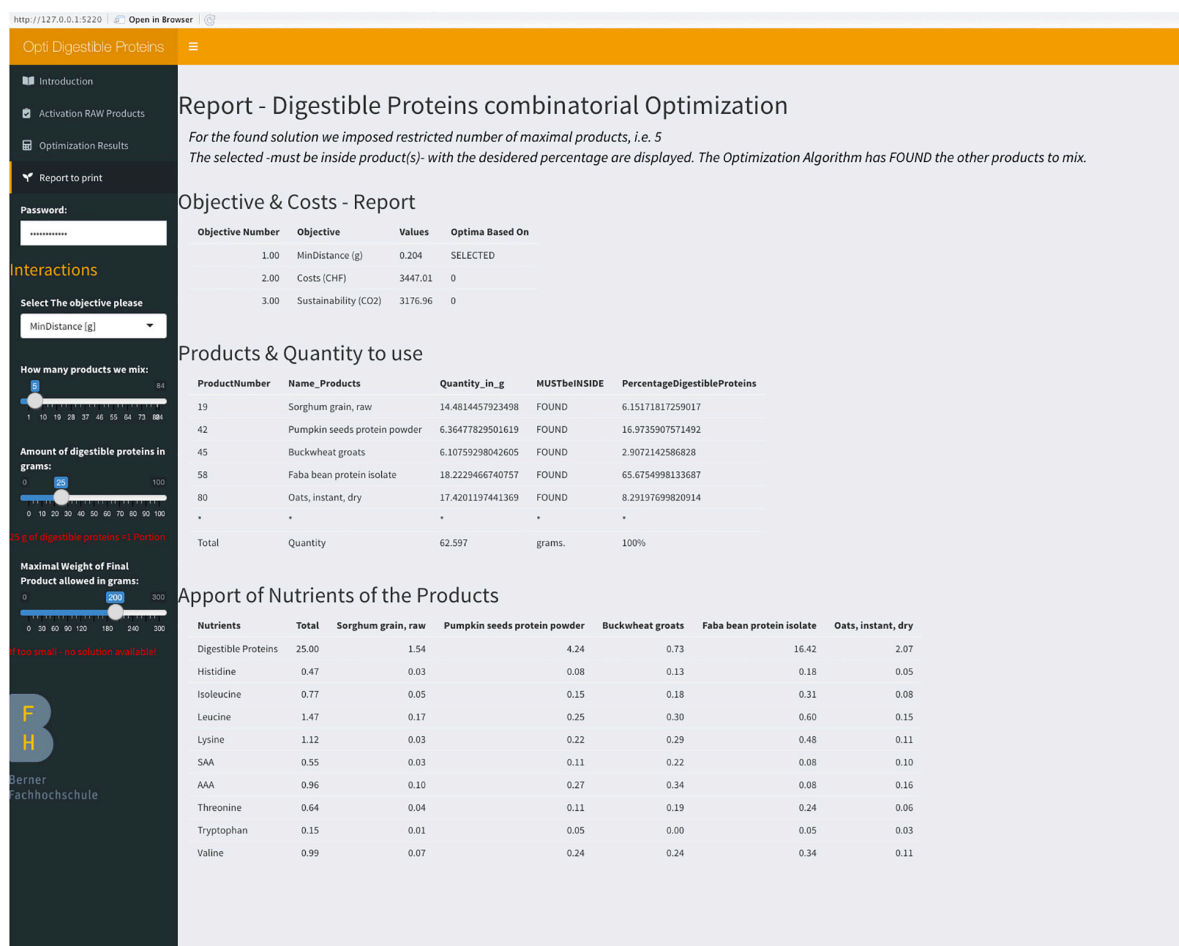 http://127.0.0.1:5220 Open in Browser
Opti Digestible Proteins
Introduction
Activation RAW Products
Optimization Results
Report to print
Password:
••••••••••••
Interactions
Select The objective please
MinDistance [g]
How many products we mix:
5 84
1 10 19 28 37 46 55 64 73
Amount of digestible proteins in
grams:
0 25 100
0 10 20 30 40 50 60 70 80 90 100
25 g of digestible proteins =1 Portion
Maximal Weight of Final
Product allowed in grams:
0 200 300
0 30 60 90 120 180 240 300
If too small - no solution available!
F
H
Berner
Fachhochschule
Report - Digestible Proteins combinatorial Optimization
For the found solution we imposed restricted number of maximal products, i.e. 5
The selected -must be inside product(s)- with the desidered percentage are displayed. The Optimization Algorithm has FOUND the other products to mix.
Objective & Costs - Report
Objective Number Objective Values Optima Based On
1.00 MinDistance (g) 0.204 SELECTED
2.00 Costs (CHF) 3447.01 0
3.00 Sustainability (CO2) 3176.96 0
Products & Quantity to use
ProductNumber Name_Products Quantity_in_g MUSTbeINSIDE PercentageDigestibleProteins
19 Sorghum grain, raw 14.4814457923498 FOUND 6.15171817259017
42 Pumpkin seeds protein powder 6.36477829501619 FOUND 16.9735907571492
45 Buckwheat groats 6.10759298042605 FOUND 2.9072142586828
58 Faba bean protein isolate 18.2229466740757 FOUND 65.6754998133687
80 Oats, instant, dry 17.4201197441369 FOUND 8.29197699820914
* * * * *
Total Quantity 62.597 grams. 100%
Apport of Nutrients of the Products
Nutrients Total Sorghum grain, raw Pumpkin seeds protein powder Buckwheat groats Faba bean protein isolate Oats, instant, dry
Digestible Proteins 25.00 1.54 4.24 0.73 16.42 2.07
Histidine 0.47 0.03 0.08 0.13 0.18 0.05
Isoleucine 0.77 0.05 0.15 0.18 0.31 0.08
Leucine 1.47 0.17 0.25 0.30 0.60 0.15
Lysine 1.12 0.03 0.22 0.29 0.48 0.11
SAA 0.55 0.03 0.11 0.22 0.08 0.10
AAA 0.96 0.10 0.27 0.34 0.08 0.16
Threonine 0.64 0.04 0.11 0.19 0.24 0.06
Tryptophan 0.15 0.01 0.05 0.00 0.05 0.03
Valine 0.99 0.07 0.24 0.24 0.34 0.11